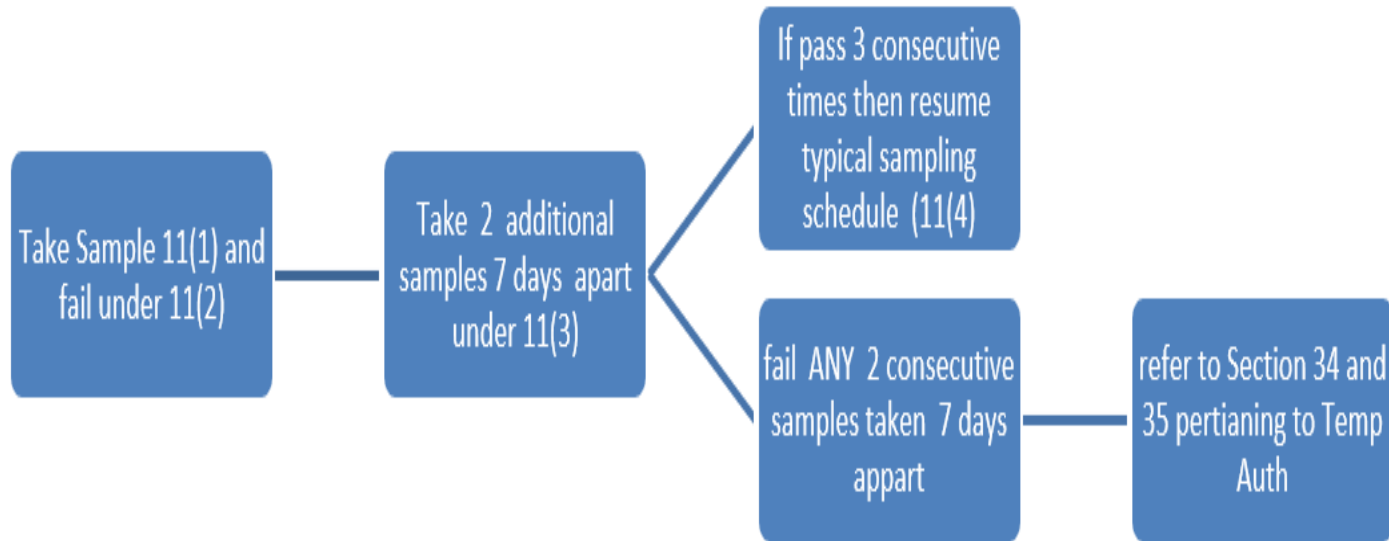 Take Sample 11(1) and
fail under 11(2)
Take 2 additional
samples 7 days apart
under 11(3)
If pass 3 consecutive
times then resume
typical sampling
schedule (11(4)
fail ANY 2 consecutive
samples taken 7 days
appart
refer to Section 34 and
35 pertianing to Temp
Auth